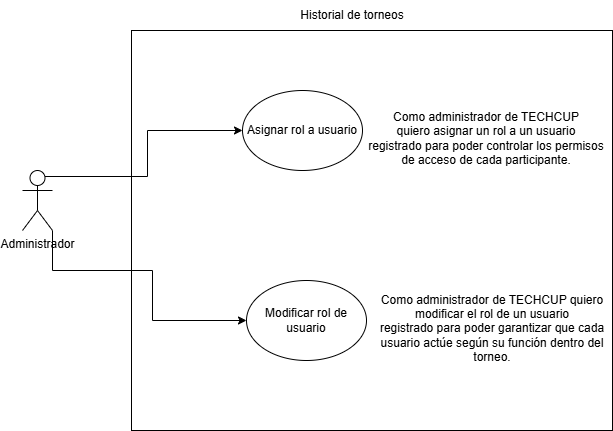 Historial de torneos
Asignar rol a usuario
Como administrador de TECHCUP
quiero asignar un rol a un usuario
registrado para poder controlar los permisos
de acceso de cada participante.
Administrador
Modificar rol de
usuario
Como administrador de TECHCUP quiero
modificar el rol de un usuario
registrado para poder garantizar que cada
usuario actúe según su función dentro del
torneo.